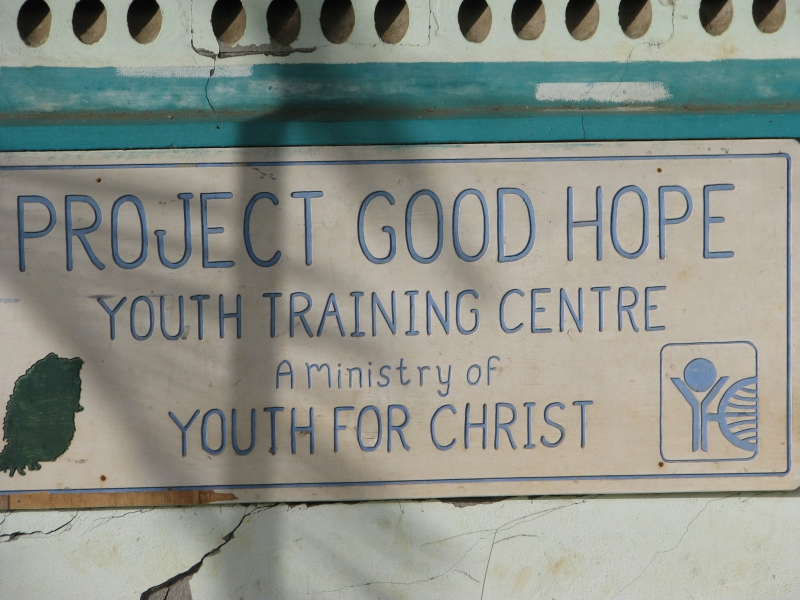 PROJECT GOOD HOPE
YOUTH TRAINING CENTRE
A Ministry of
YOUTH FOR CHRIST